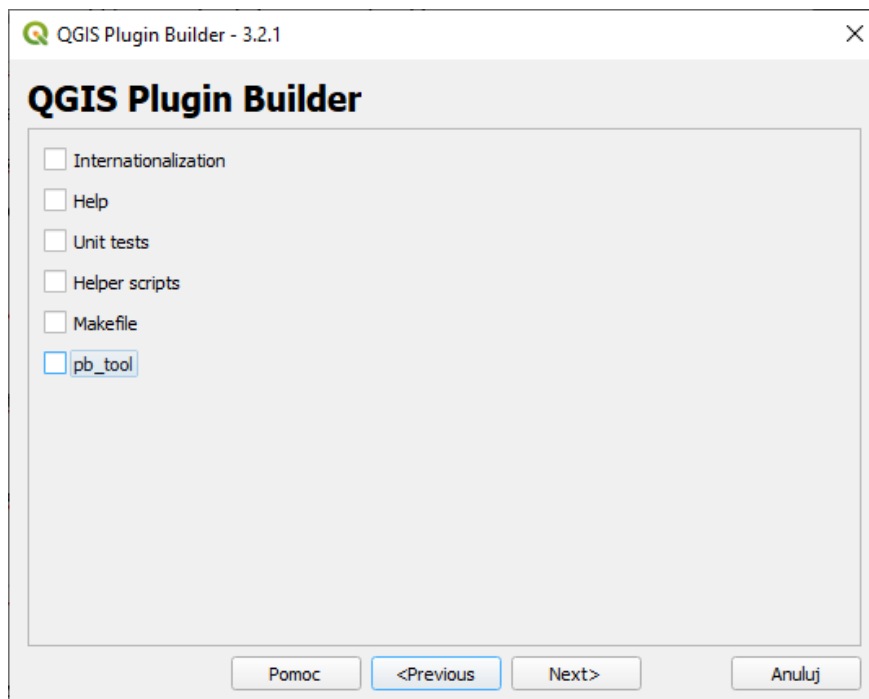 QGIS Plugin Builder - 3.2.1
QGIS Plugin Builder
Internationalization
Help
Unit tests
Helper scripts
Makefile
pb_tool
Pomoc <Previous Next> Anuluj